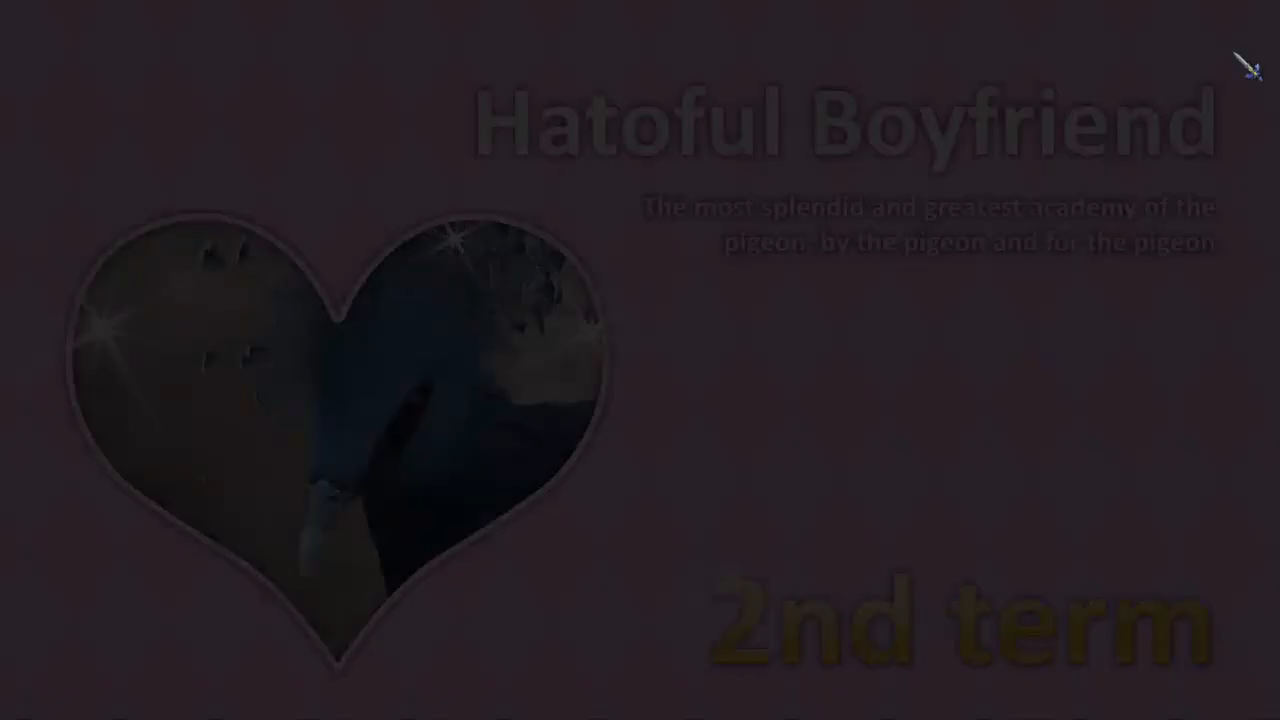 Hatoful Boyfriend
The most splendid and greatest academy of the
pigeon, by the pigeon and for the pigeon
2nd term